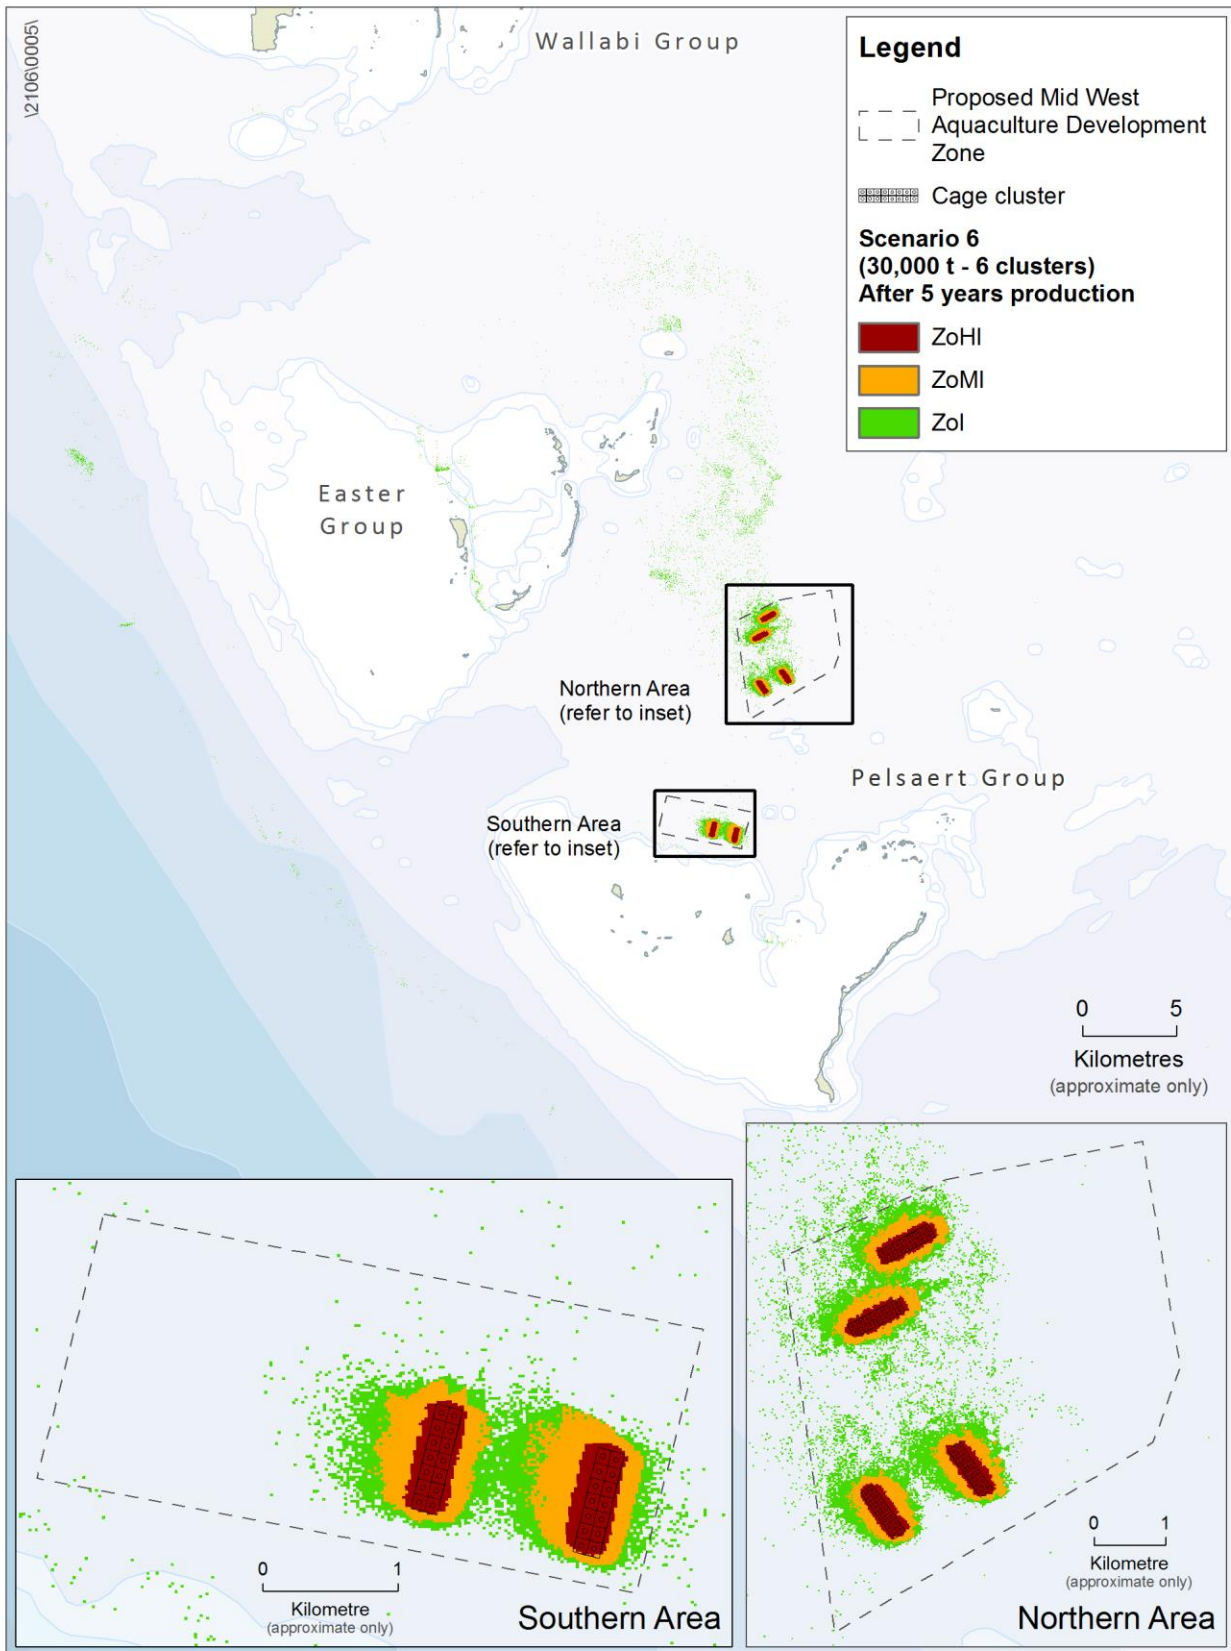 \2106\0005\
Wallabi Group
Legend
Proposed Mid West
Aquaculture Development
Zone
Cage cluster
Scenario 6
(30,000 t - 6 clusters)
After 5 years production
ZoHI
ZoMI
ZoI
Easter
Group
Northern Area
(refer to inset)
Pelsaert Group
Southern Area
(refer to inset)
0 5
Kilometres
(approximate only)
0 1
Kilometre
(approximate only)
Southern Area
0 1
Kilometre
(approximate only)
Northern Area